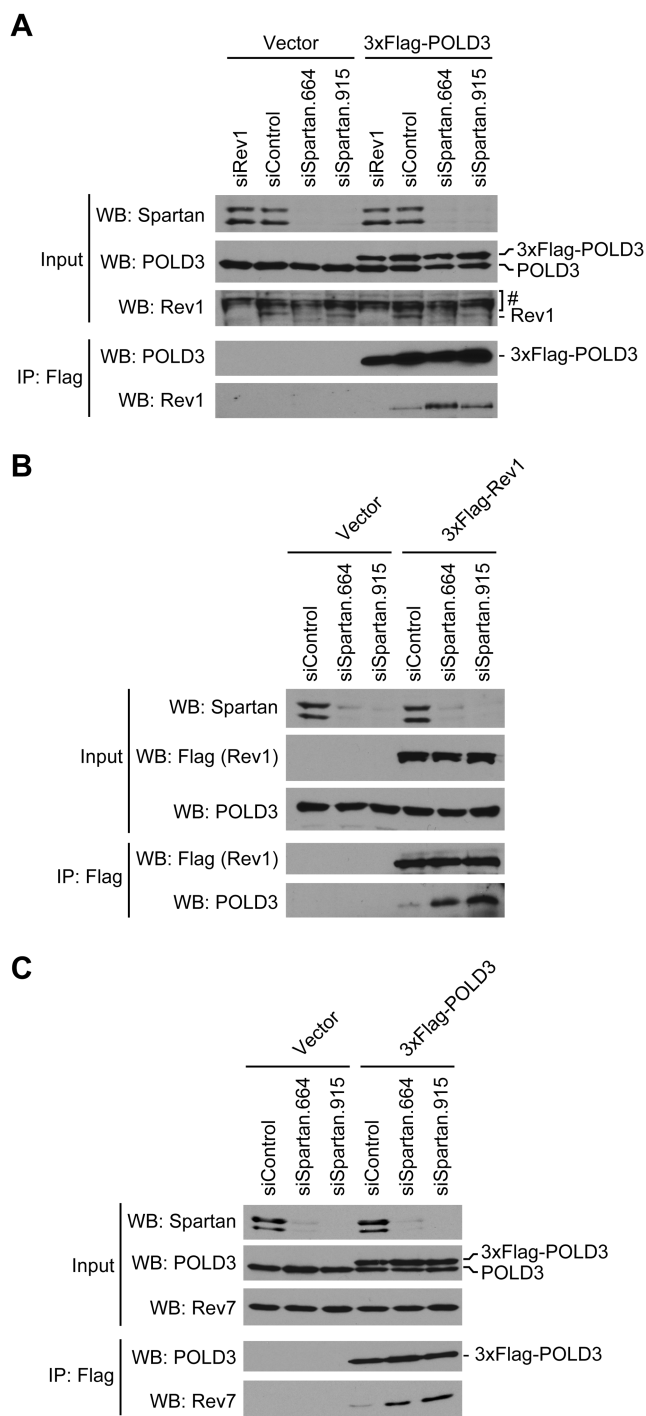 A
Vector
3xFlag-POLD3
siRev1
siControl
siSpartan.664
siSpartan.915
siRev1
siControl
siSpartan.664
siSpartan.915
Input
WB: Spartan
WB: POLD3
3xFlag-POLD3
POLD3
WB: Rev1
#
Rev1
IP: Flag
WB: POLD3
3xFlag-POLD3
WB: Rev1
B
Vector
3xFlag-Rev1
siControl
siSpartan.664
siSpartan.915
siControl
siSpartan.664
siSpartan.915
Input
WB: Spartan
WB: Flag (Rev1)
WB: POLD3
IP: Flag
WB: Flag (Rev1)
WB: POLD3
C
Vector
3xFlag-POLD3
siControl
siSpartan.664
siSpartan.915
siControl
siSpartan.664
siSpartan.915
Input
WB: Spartan
WB: POLD3
3xFlag-POLD3
POLD3
WB: Rev7
IP: Flag
WB: POLD3
3xFlag-POLD3
WB: Rev7